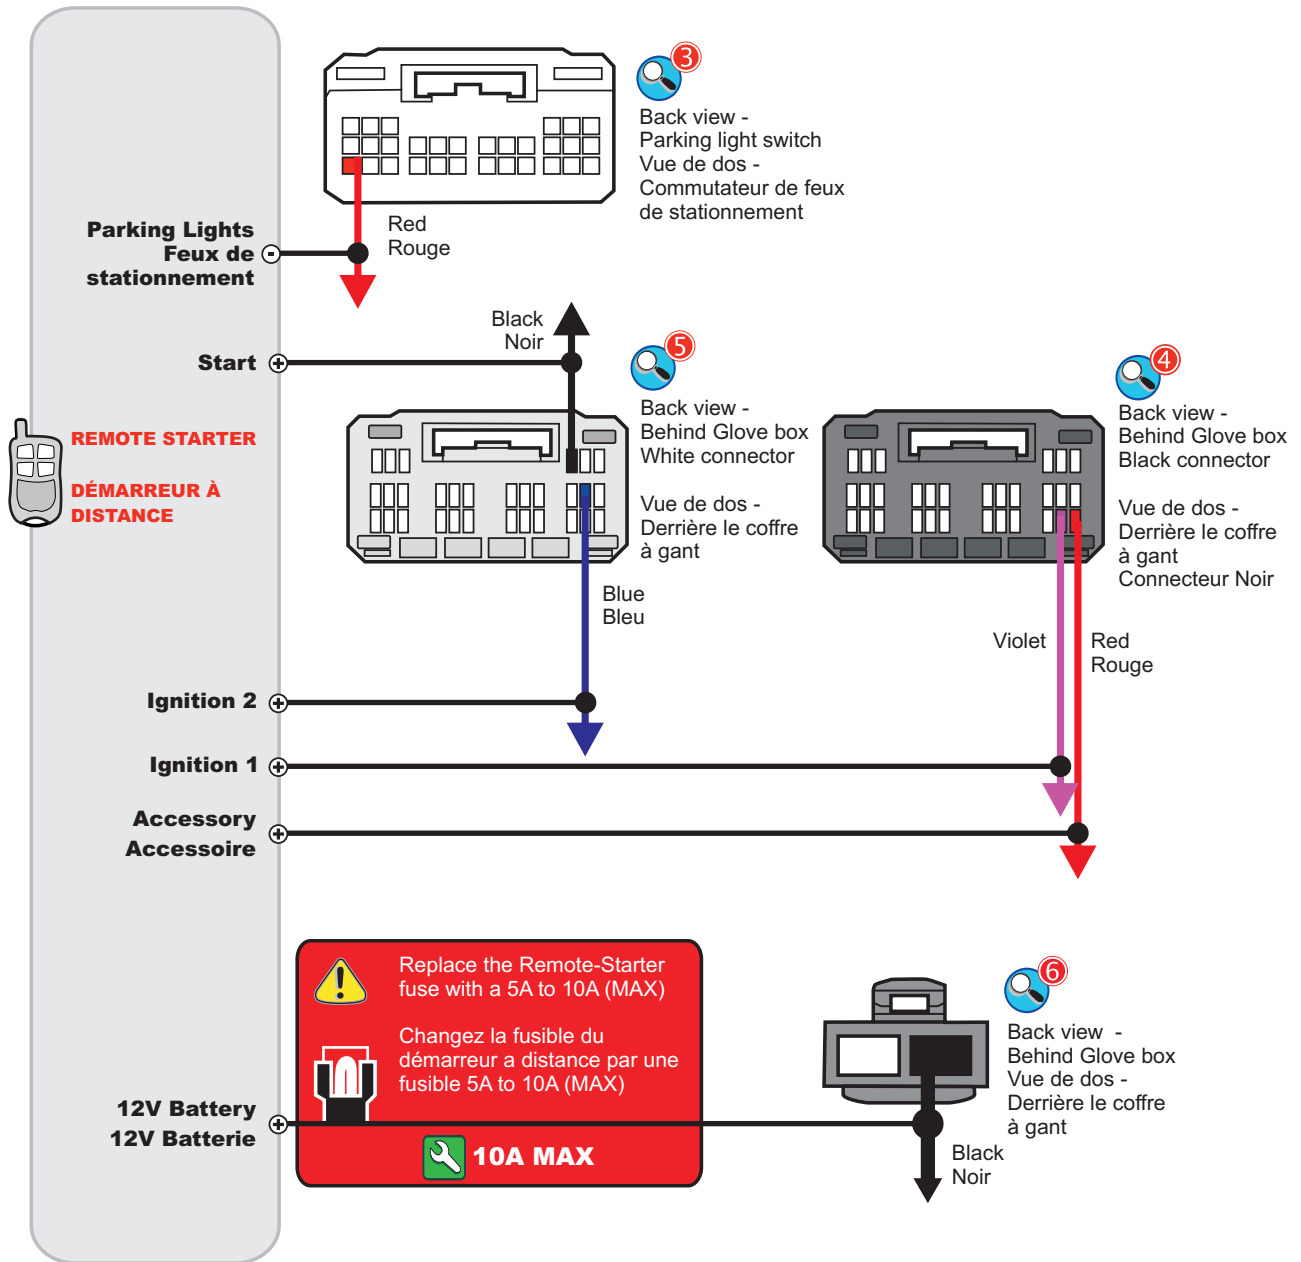 3
Back view -
Parking light switch
Vue de dos -
Commutateur de feux
de stationnement
Parking Lights
Feux de
stationnement
-
Red
Rouge
Black
Noir
Start
+
5
Back view -
Behind Glove box
White connector
Vue de dos -
Derrière le coffre
à gant
4
Back view -
Behind Glove box
Black connector
Vue de dos -
Derrière le coffre
à gant
Connecteur Noir
REMOTE STARTER
DÉMARREUR À
DISTANCE
Blue
Bleu
Violet
Red
Rouge
Ignition 2
+
Ignition 1
+
Accessory
Accessoire
+
!
Replace the Remote-Starter
fuse with a 5A to 10A (MAX)
Changez la fusible du
démarreur a distance par une
fusible 5A to 10A (MAX)
10A MAX
6
Back view -
Behind Glove box
Vue de dos -
Derrière le coffre
à gant
12V Battery
12V Batterie
+
Black
Noir